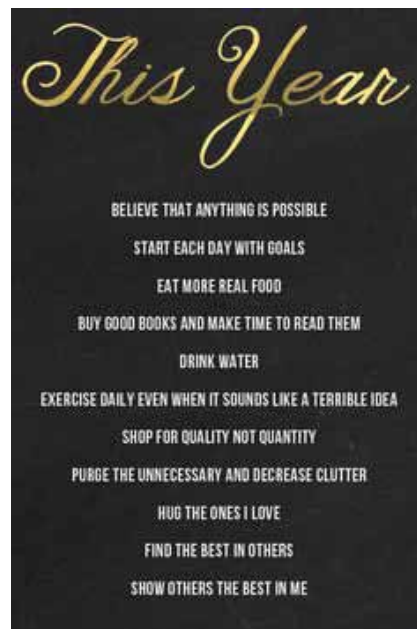 This Year
BELIEVE THAT ANYTHING IS POSSIBLE
START EACH DAY WITH GOALS
EAT MORE REAL FOOD
BUY GOOD BOOKS AND MAKE TIME TO READ THEM
DRINK WATER
EXERCISE DAILY EVEN WHEN IT SOUNDS LIKE A TERRIBLE IDEA
SHOP FOR QUALITY NOT QUANTITY
PURGE THE UNNECESSARY AND DECREASE CLUTTER
HUG THE ONES I LOVE
FIND THE BEST IN OTHERS
SHOW OTHERS THE BEST IN ME